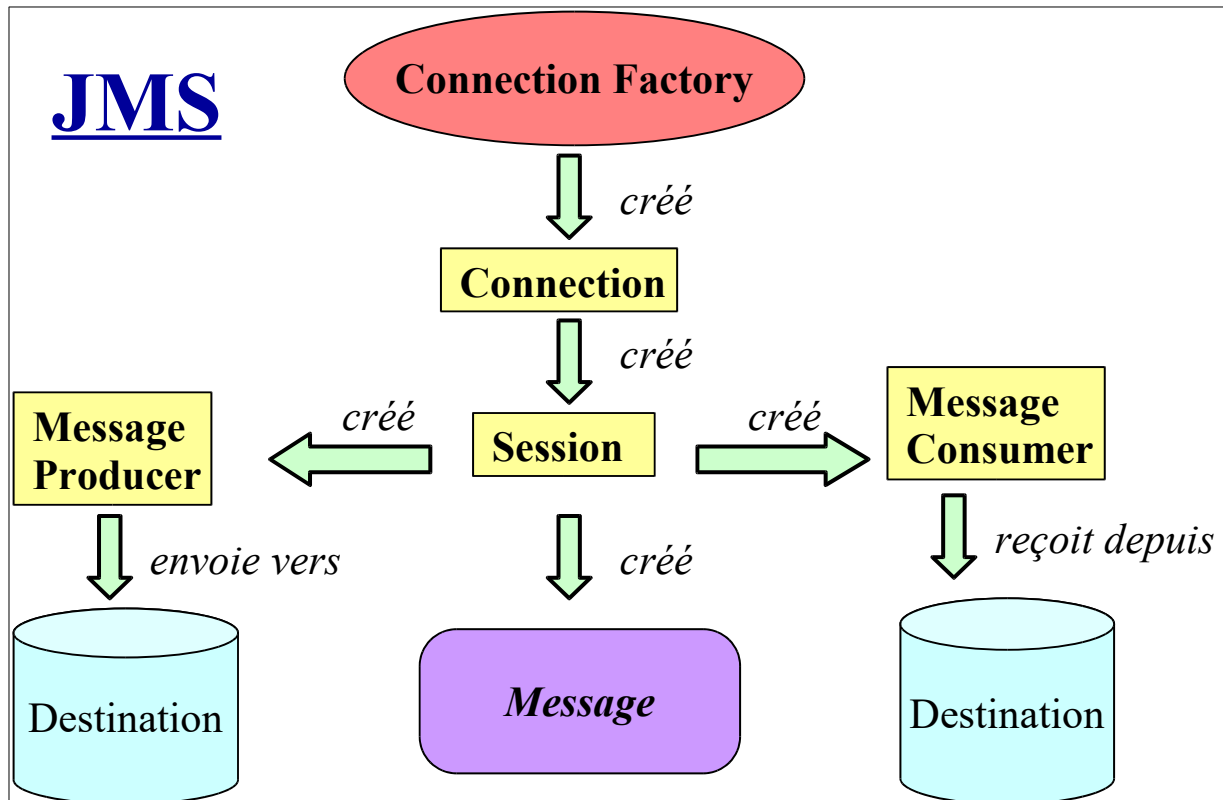 JMS
Connection Factory
créé
Connection
créé
créé
créé
Message
Producer
Session
Message
Consumer
envoie vers
créé
reçoit depuis
Destination
Message
Destination